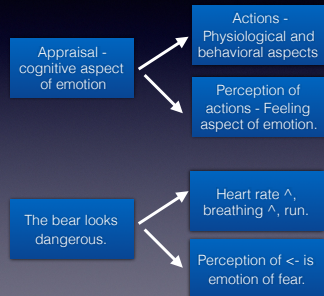 Appraisal -
cognitive aspect
of emotion
Actions -
Physiological and
behavioral aspects
Perception of
actions - Feeling
aspect of emotion.
The bear looks
dangerous.
Heart rate ^,
breathing ^, run.
Perception of <- is
emotion of fear.